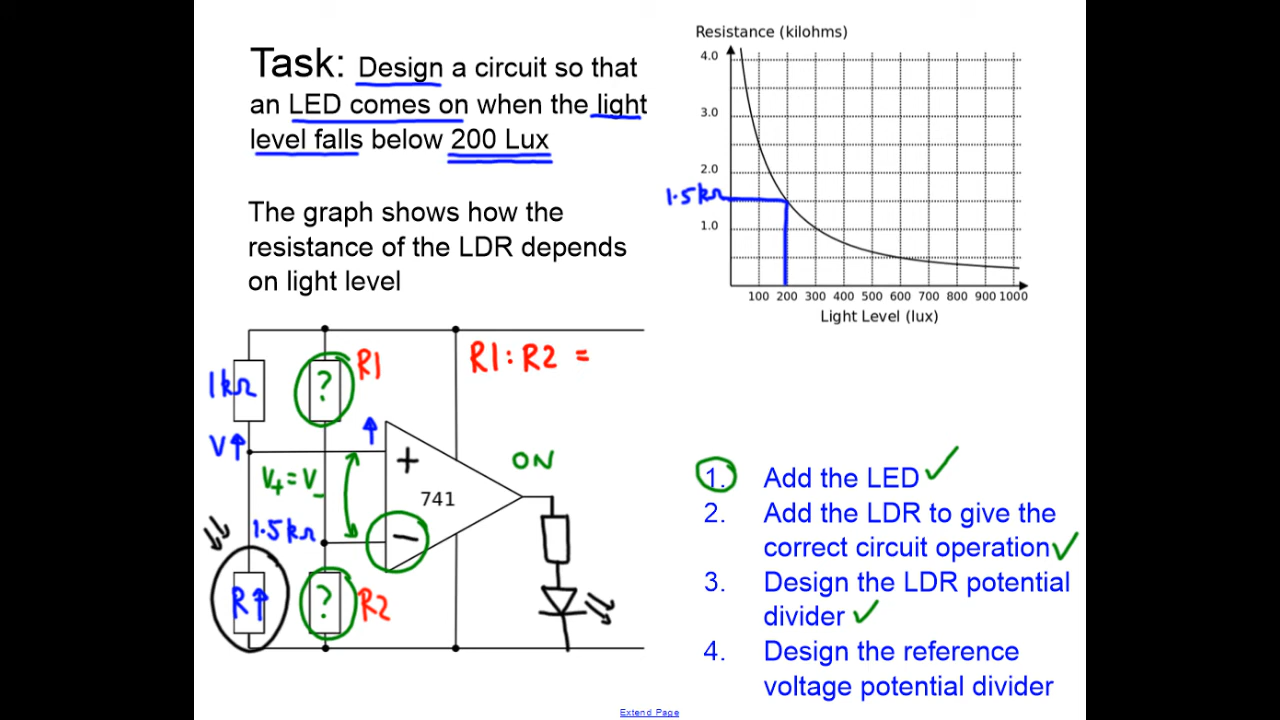 Task: Design a circuit so that
an LED comes on when the light
level falls below 200 Lux
The graph shows how the
resistance of the LDR depends
on light level
Resistance (kilohms)
4.0
3.0
2.0
1.5kΩ
1.0
100 200 300 400 500 600 700 800 900 1000
Light Level (lux)
1kΩ
?
R1
R1:R2 =
V↑
↑
+
ON
V+=V-
741
1.5kΩ
-
R↑
?
R2
1. Add the LED ✓
2. Add the LDR to give the
correct circuit operation ✓
3. Design the LDR potential
divider ✓
4. Design the reference
voltage potential divider
Extend Page